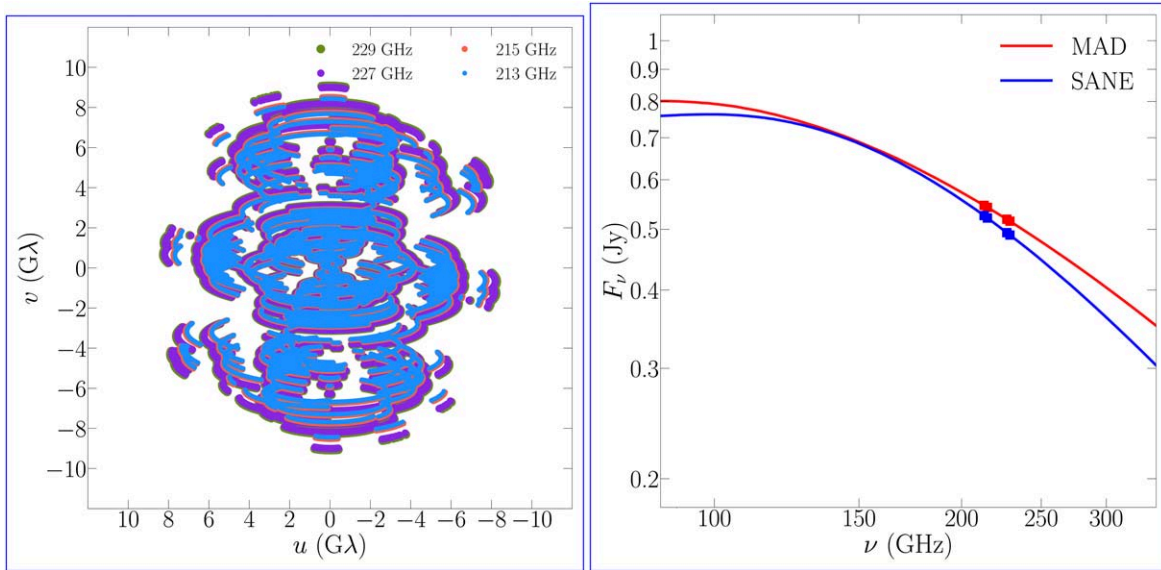 229 GHz 215 GHz
227 GHz 213 GHz
10
8
6
4
2
0
−2
−4
−6
−8
−10
v (Gλ)
10 8 6 4 2 0 −2 −4 −6 −8 −10
u (Gλ)
MAD
SANE
1
0.9
0.8
0.7
0.6
0.5
0.4
0.3
0.2
F_ν (Jy)
100 150 200 250 300
ν (GHz)